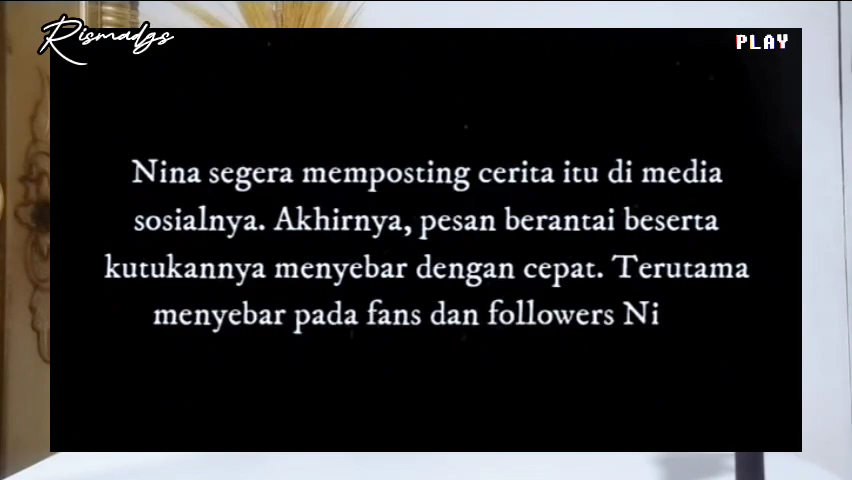 Rismadgs
PLAY
Nina segera memposting cerita itu di media
sosialnya. Akhirnya, pesan berantai beserta
kutukannya menyebar dengan cepat. Terutama
menyebar pada fans dan followers Ni